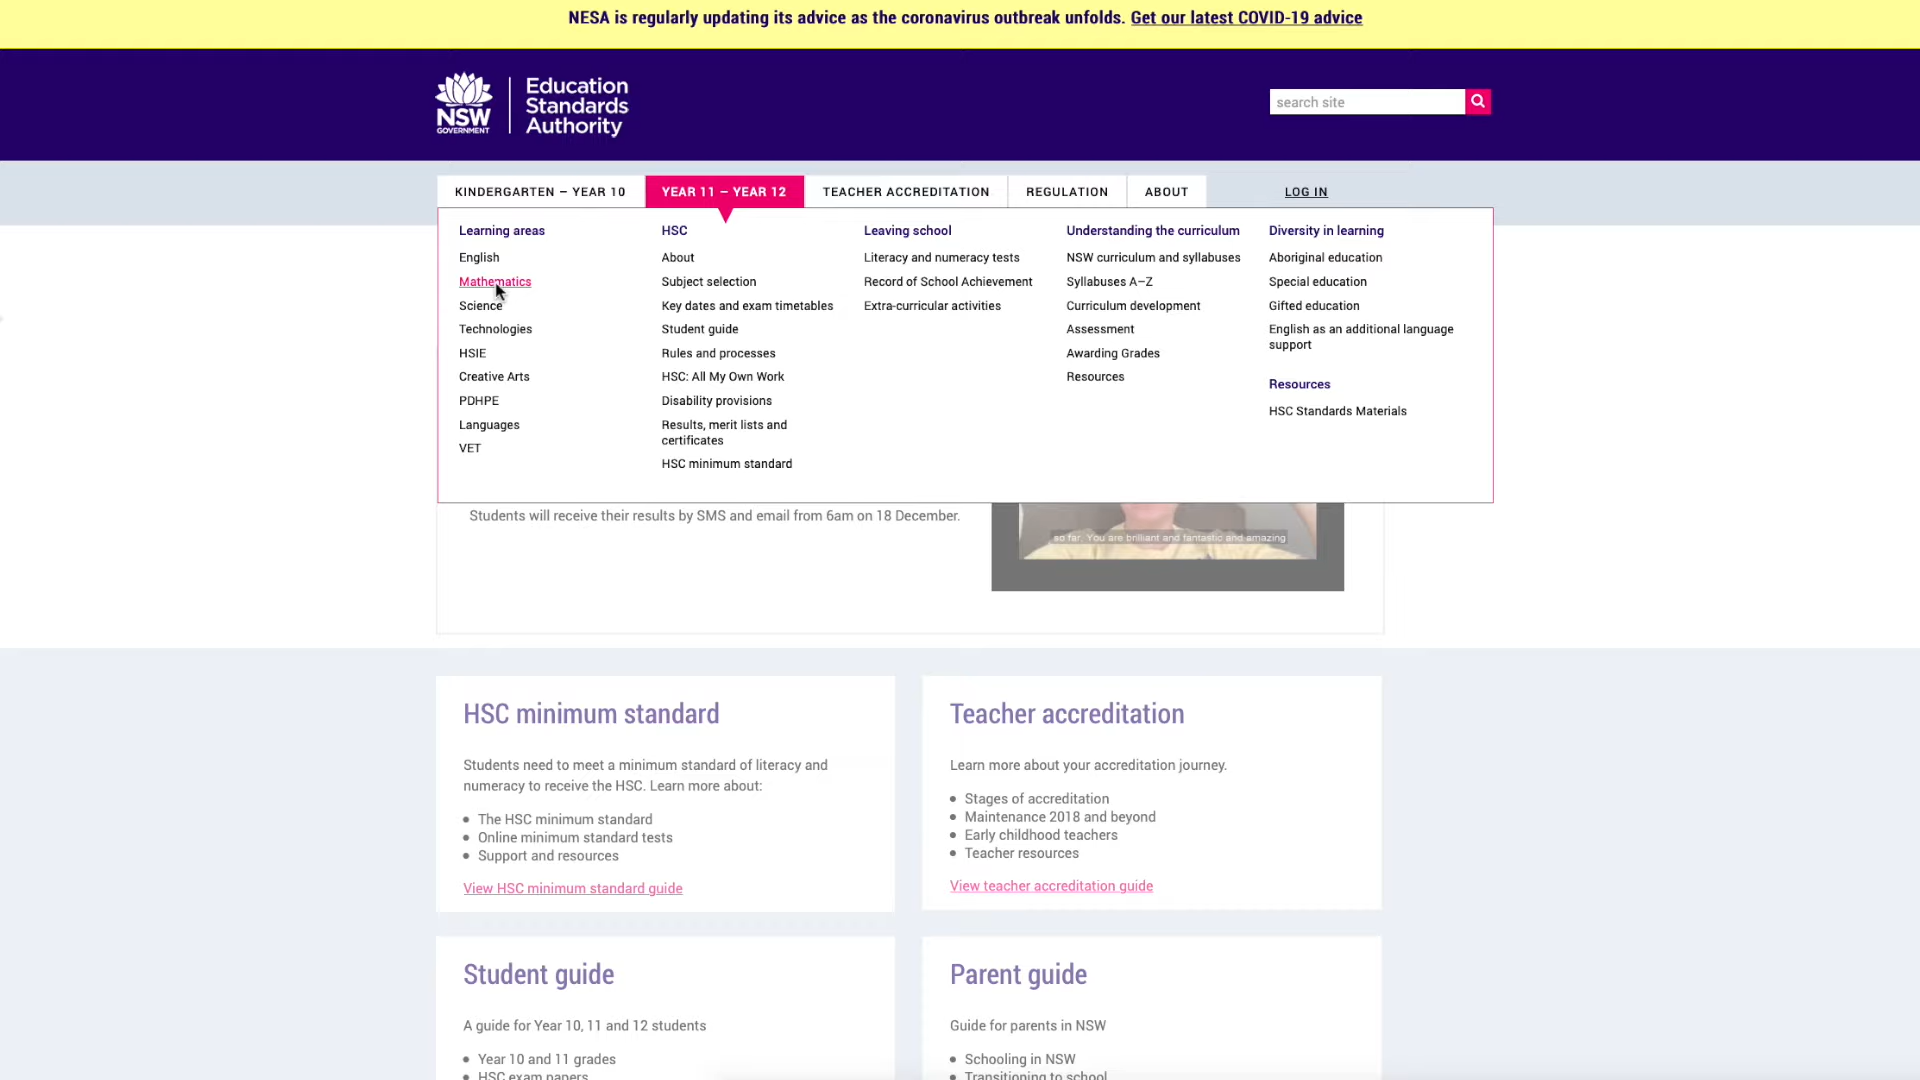 NESA is regularly updating its advice as the coronavirus outbreak unfolds. Get our latest COVID-19 advice
NSW
GOVERNMENT
Education
Standards
Authority
search site
KINDERGARTEN – YEAR 10
YEAR 11 – YEAR 12
TEACHER ACCREDITATION
REGULATION
ABOUT
LOG IN
Learning areas
English
Mathematics
Science
Technologies
HSIE
Creative Arts
PDHPE
Languages
VET
HSC
About
Subject selection
Key dates and exam timetables
Student guide
Rules and processes
HSC: All My Own Work
Disability provisions
Results, merit lists and
certificates
HSC minimum standard
Leaving school
Literacy and numeracy tests
Record of School Achievement
Extra-curricular activities
Understanding the curriculum
NSW curriculum and syllabuses
Syllabuses A–Z
Curriculum development
Assessment
Awarding Grades
Resources
Diversity in learning
Aboriginal education
Special education
Gifted education
English as an additional language
support
Resources
HSC Standards Materials
Students will receive their results by SMS and email from 6am on 18 December.
so far. You are brilliant and fantastic and amazing
HSC minimum standard
Students need to meet a minimum standard of literacy and
numeracy to receive the HSC. Learn more about:
The HSC minimum standard
Online minimum standard tests
Support and resources
View HSC minimum standard guide
Teacher accreditation
Learn more about your accreditation journey.
Stages of accreditation
Maintenance 2018 and beyond
Early childhood teachers
Teacher resources
View teacher accreditation guide
Student guide
A guide for Year 10, 11 and 12 students
Year 10 and 11 grades
HSC exam papers
Parent guide
Guide for parents in NSW
Schooling in NSW
Transitioning to school